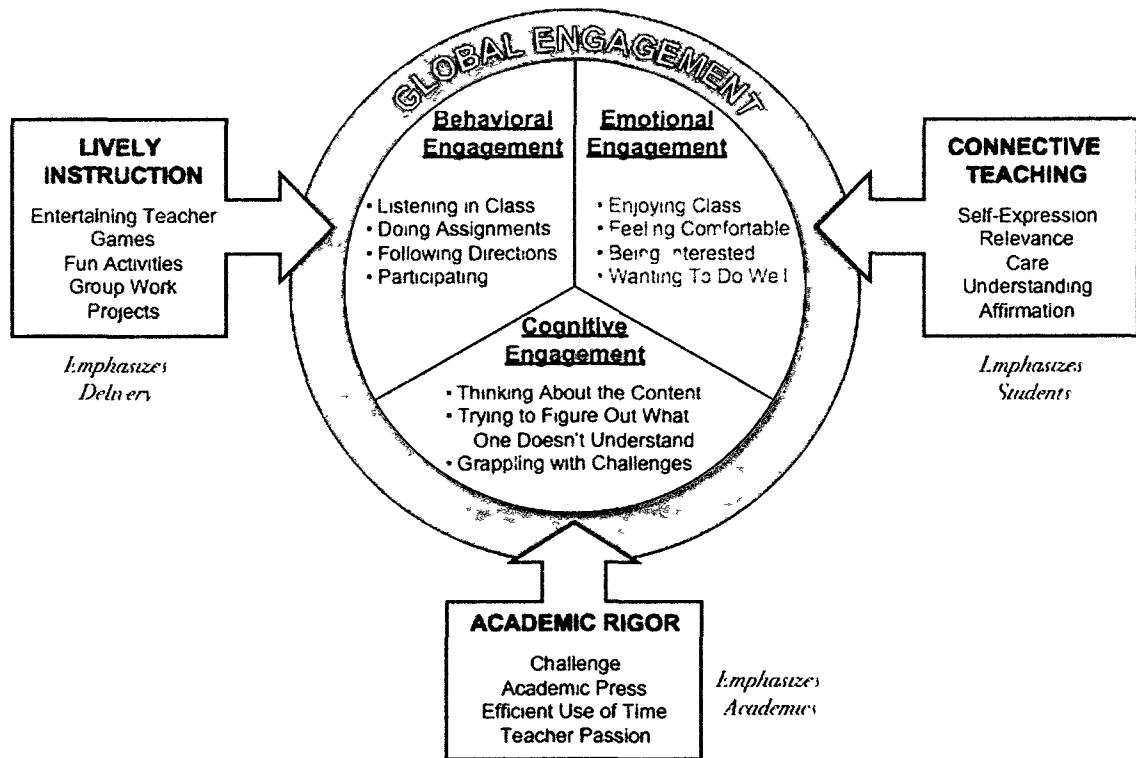 GLOBAL ENGAGEMENT
LIVELY
INSTRUCTION
Entertaining Teacher
Games
Fun Activities
Group Work
Projects
Emphasizes
Delivery
Behavioral
Engagement
• Listening in Class
• Doing Assignments
• Following Directions
• Participating
Emotional
Engagement
• Enjoying Class
• Feeling Comfortable
• Being Interested
• Wanting To Do Well
Cognitive
Engagement
• Thinking About the Content
• Trying to Figure Out What
One Doesn't Understand
• Grappling with Challenges
CONNECTIVE
TEACHING
Self-Expression
Relevance
Care
Understanding
Affirmation
Emphasizes
Students
ACADEMIC RIGOR
Challenge
Academic Press
Efficient Use of Time
Teacher Passion
Emphasizes
Academics